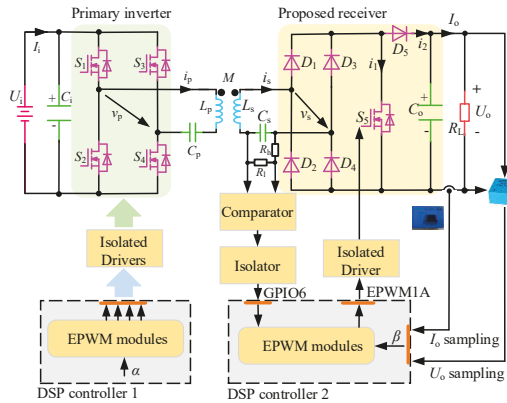 Primary inverter
Proposed receiver
I_i
S_1
S_3
i_p
M
i_s
D_1
D_3
i_1
D_5
i_2
I_o
U_i
+
C_i
-
v_p
L_p
L_s
C_s
v_s
S_5
+
C_o
-
R_L
+
U_o
-
S_2
S_4
C_p
R_h
R_l
D_2
D_4
Comparator
Isolated Drivers
Isolator
Isolated Driver
GPIO6
EPWM1A
EPWM modules
α
DSP controller 1
EPWM modules
β
DSP controller 2
I_o sampling
U_o sampling